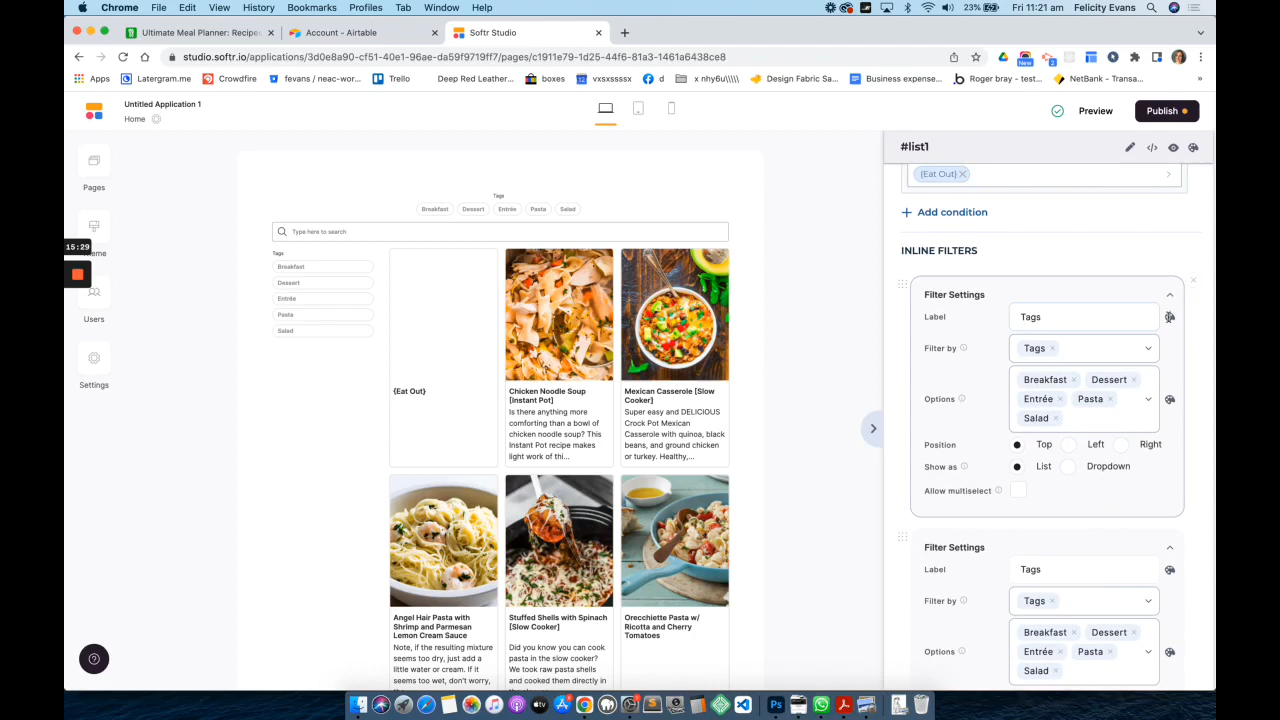 Chrome File Edit View History Bookmarks Profiles Tab Window Help
23% Fri 11:21 am Felicity Evans
Ultimate Meal Planner: Recipe
Account - Airtable
Softr Studio
studio.softr.io/applications/3d0e8a90-cf51-40e1-96ae-da59f9719ff7/pages/c1911e79-1d25-44f6-81a3-1461a6438ce8
New
2
Apps Latergram.me Crowdfire fevans / neac-wor... Trello Deep Red Leather... boxes vxsxssssx d x nhy6u\\\\\ Design Fabric Sa... Business expense... Roger bray - test... NetBank - Transa...
Untitled Application 1
Home
Preview
Publish
Pages
Theme
Users
Settings
15:29
Tags
Breakfast Dessert Entrée Pasta Salad
Type here to search
Tags
Breakfast
Dessert
Entrée
Pasta
Salad
{Eat Out}
Chicken Noodle Soup
[Instant Pot]
Is there anything more
comforting than a bowl of
chicken noodle soup? This
Instant Pot recipe makes
light work of thi...
Mexican Casserole [Slow
Cooker]
Super easy and DELICIOUS
Crock Pot Mexican
Casserole with quinoa, black
beans, and ground chicken
or turkey. Healthy,...
Angel Hair Pasta with
Shrimp and Parmesan
Lemon Cream Sauce
Note, if the resulting mixture
seems too dry, just add a
little water or cream. If it
seems too wet, don't worry,
Stuffed Shells with Spinach
[Slow Cooker]
Did you know you can cook
pasta in the slow cooker?
We took raw pasta shells
and cooked them directly in
Orecchiette Pasta w/
Ricotta and Cherry
Tomatoes
#list1
{Eat Out}
Add condition
INLINE FILTERS
Filter Settings
Label Tags
Filter by Tags
Options Breakfast Dessert
Entrée Pasta
Salad
Position Top Left Right
Show as List Dropdown
Allow multiselect
Filter Settings
Label Tags
Filter by Tags
Options Breakfast Dessert
Entrée Pasta
Salad